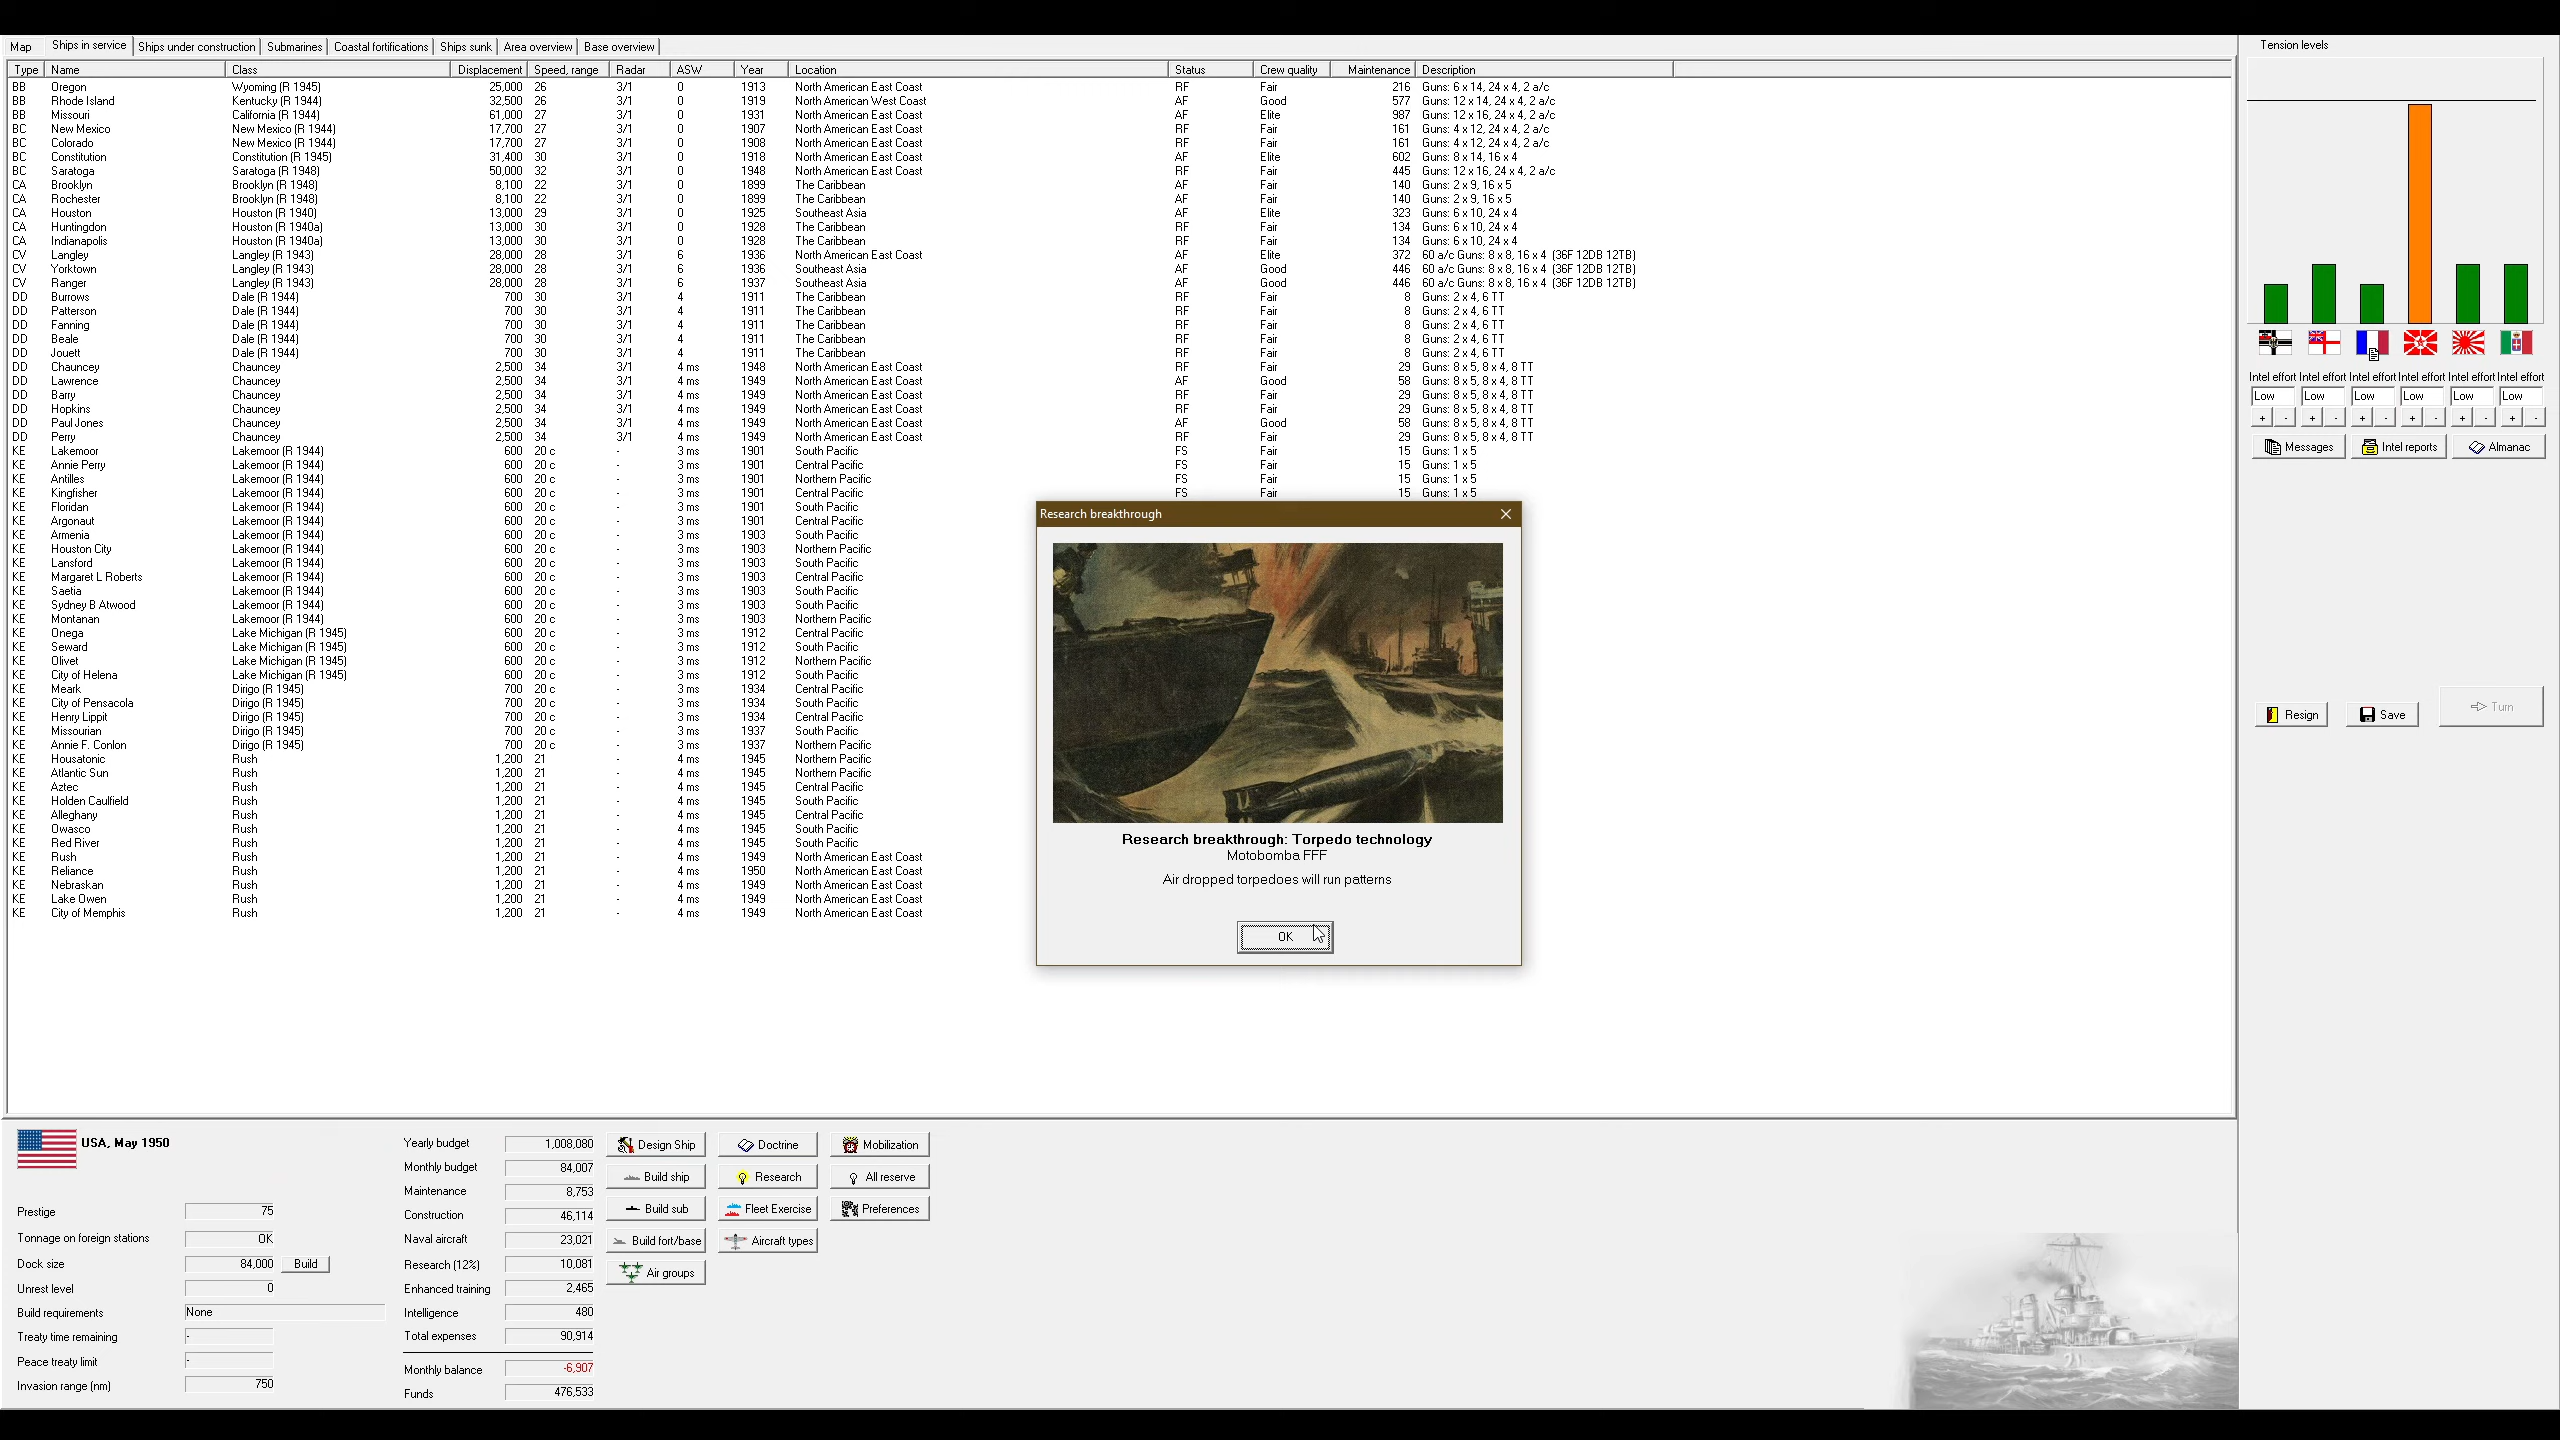 Map Ships in service Ships under construction Submarines Coastal fortifications Ships sunk Area overview Base overview
Type Name Class Displacement Speed, range Radar ASW Year Location Status Crew quality Maintenance Description
BB Oregon Wyoming (R 1945) 25,000 26 3/1 0 1913 North American East Coast RF Fair 216 Guns: 6 x 14, 24 x 4, 2 a/c
BB Rhode Island Kentucky (R 1944) 32,500 26 3/1 0 1919 North American West Coast AF Good 577 Guns: 12 x 14, 24 x 4, 2 a/c
BB Missouri California (R 1944) 61,000 27 3/1 0 1931 North American East Coast AF Elite 987 Guns: 12 x 16, 24 x 4, 2 a/c
BC New Mexico New Mexico (R 1944) 17,700 27 3/1 0 1907 North American East Coast RF Fair 161 Guns: 4 x 12, 24 x 4, 2 a/c
BC Colorado New Mexico (R 1944) 17,700 27 3/1 0 1908 North American East Coast RF Fair 161 Guns: 4 x 12, 24 x 4, 2 a/c
BC Constitution Constitution (R 1945) 31,400 30 3/1 0 1918 North American East Coast AF Elite 602 Guns: 8 x 14, 16 x 4
BC Saratoga Saratoga (R 1948) 50,000 32 3/1 0 1948 North American East Coast RF Fair 445 Guns: 12 x 16, 24 x 4, 2 a/c
CA Brooklyn Brooklyn (R 1948) 8,100 22 3/1 0 1899 The Caribbean AF Fair 140 Guns: 2 x 9, 16 x 5
CA Rochester Brooklyn (R 1948) 8,100 22 3/1 0 1899 The Caribbean AF Fair 140 Guns: 2 x 9, 16 x 5
CA Houston Houston (R 1940) 13,000 29 3/1 0 1925 Southeast Asia AF Elite 323 Guns: 6 x 10, 24 x 4
CA Huntingdon Houston (R 1940a) 13,000 30 3/1 0 1928 The Caribbean RF Fair 134 Guns: 6 x 10, 24 x 4
CA Indianapolis Houston (R 1940a) 13,000 30 3/1 0 1928 The Caribbean RF Fair 134 Guns: 6 x 10, 24 x 4
CV Langley Langley (R 1943) 28,000 28 3/1 6 1936 North American East Coast AF Elite 372 60 a/c Guns: 8 x 8, 16 x 4 (36F 12DB 12TB)
CV Yorktown Langley (R 1943) 28,000 28 3/1 6 1936 Southeast Asia AF Good 446 60 a/c Guns: 8 x 8, 16 x 4 (36F 12DB 12TB)
CV Ranger Langley (R 1943) 28,000 28 3/1 6 1937 Southeast Asia AF Good 446 60 a/c Guns: 8 x 8, 16 x 4 (36F 12DB 12TB)
DD Burrows Dale (R 1944) 700 30 3/1 4 1911 The Caribbean RF Fair 8 Guns: 2 x 4, 6 TT
DD Patterson Dale (R 1944) 700 30 3/1 4 1911 The Caribbean RF Fair 8 Guns: 2 x 4, 6 TT
DD Fanning Dale (R 1944) 700 30 3/1 4 1911 The Caribbean RF Fair 8 Guns: 2 x 4, 6 TT
DD Beale Dale (R 1944) 700 30 3/1 4 1911 The Caribbean RF Fair 8 Guns: 2 x 4, 6 TT
DD Jouett Dale (R 1944) 700 30 3/1 4 1911 The Caribbean RF Fair 8 Guns: 2 x 4, 6 TT
DD Chauncey Chauncey 2,500 34 3/1 4 ms 1948 North American East Coast RF Fair 29 Guns: 8 x 5, 8 x 4, 8 TT
DD Lawrence Chauncey 2,500 34 3/1 4 ms 1949 North American East Coast AF Good 58 Guns: 8 x 5, 8 x 4, 8 TT
DD Barry Chauncey 2,500 34 3/1 4 ms 1949 North American East Coast RF Fair 29 Guns: 8 x 5, 8 x 4, 8 TT
DD Hopkins Chauncey 2,500 34 3/1 4 ms 1949 North American East Coast RF Fair 29 Guns: 8 x 5, 8 x 4, 8 TT
DD Paul Jones Chauncey 2,500 34 3/1 4 ms 1949 North American East Coast AF Good 58 Guns: 8 x 5, 8 x 4, 8 TT
DD Perry Chauncey 2,500 34 3/1 4 ms 1949 North American East Coast RF Fair 29 Guns: 8 x 5, 8 x 4, 8 TT
KE Lakemoor Lakemoor (R 1944) 600 20 c - 3 ms 1901 South Pacific FS Fair 15 Guns: 1 x 5
KE Annie Perry Lakemoor (R 1944) 600 20 c - 3 ms 1901 Central Pacific FS Fair 15 Guns: 1 x 5
KE Antilles Lakemoor (R 1944) 600 20 c - 3 ms 1901 Northern Pacific FS Fair 15 Guns: 1 x 5
KE Kingfisher Lakemoor (R 1944) 600 20 c - 3 ms 1901 Central Pacific FS Fair 15 Guns: 1 x 5
KE Floridan Lakemoor (R 1944) 600 20 c - 3 ms 1901 South Pacific
KE Argonaut Lakemoor (R 1944) 600 20 c - 3 ms 1901 Central Pacific
KE Armenia Lakemoor (R 1944) 600 20 c - 3 ms 1903 South Pacific
KE Houston City Lakemoor (R 1944) 600 20 c - 3 ms 1903 Northern Pacific
KE Lansford Lakemoor (R 1944) 600 20 c - 3 ms 1903 South Pacific
KE Margaret L Roberts Lakemoor (R 1944) 600 20 c - 3 ms 1903 Central Pacific
KE Saetia Lakemoor (R 1944) 600 20 c - 3 ms 1903 South Pacific
KE Sydney B Atwood Lakemoor (R 1944) 600 20 c - 3 ms 1903 South Pacific
KE Montanan Lakemoor (R 1944) 600 20 c - 3 ms 1903 Northern Pacific
KE Onega Lake Michigan (R 1945) 600 20 c - 3 ms 1912 Central Pacific
KE Seward Lake Michigan (R 1945) 600 20 c - 3 ms 1912 South Pacific
KE Olivet Lake Michigan (R 1945) 600 20 c - 3 ms 1912 Northern Pacific
KE City of Helena Lake Michigan (R 1945) 600 20 c - 3 ms 1912 South Pacific
KE Meark Dirigo (R 1945) 700 20 c - 3 ms 1934 Central Pacific
KE City of Pensacola Dirigo (R 1945) 700 20 c - 3 ms 1934 South Pacific
KE Henry Lippit Dirigo (R 1945) 700 20 c - 3 ms 1934 Central Pacific
KE Missourian Dirigo (R 1945) 700 20 c - 3 ms 1937 South Pacific
KE Annie F. Conlon Dirigo (R 1945) 700 20 c - 3 ms 1937 Northern Pacific
KE Housatonic Rush 1,200 21 - 4 ms 1945 Northern Pacific
KE Atlantic Sun Rush 1,200 21 - 4 ms 1945 Northern Pacific
KE Aztec Rush 1,200 21 - 4 ms 1945 Central Pacific
KE Holden Caulfield Rush 1,200 21 - 4 ms 1945 South Pacific
KE Alleghany Rush 1,200 21 - 4 ms 1945 Central Pacific
KE Owasco Rush 1,200 21 - 4 ms 1945 South Pacific
KE Red River Rush 1,200 21 - 4 ms 1945 South Pacific
KE Rush Rush 1,200 21 - 4 ms 1949 North American East Coast
KE Reliance Rush 1,200 21 - 4 ms 1950 North American East Coast
KE Nebraskan Rush 1,200 21 - 4 ms 1949 North American East Coast
KE Lake Owen Rush 1,200 21 - 4 ms 1949 North American East Coast
KE City of Memphis Rush 1,200 21 - 4 ms 1949 North American East Coast
Research breakthrough
Research breakthrough: Torpedo technology
Motobomba FFF
Air dropped torpedoes will run patterns
OK
Tension levels
Intel effort Intel effort Intel effort Intel effort Intel effort Intel effort
Low Low Low Low Low Low
+ - + - + - + - + - + -
Messages Intel reports Almanac
Resign Save Turn
USA, May 1950
Prestige 75
Tonnage on foreign stations OK
Dock size 84,000 Build
Unrest level 0
Build requirements None
Treaty time remaining -
Peace treaty limit -
Invasion range (nm) 750
Yearly budget 1,008,080
Monthly budget 84,007
Maintenance 8,753
Construction 46,114
Naval aircraft 23,021
Research (12%) 10,081
Enhanced training 2,465
Intelligence 480
Total expenses 90,914
Monthly balance -6,907
Funds 476,533
Design Ship Doctrine Mobilization
Build ship Research All reserve
Build sub Fleet Exercise Preferences
Build fort/base Aircraft types
Air groups